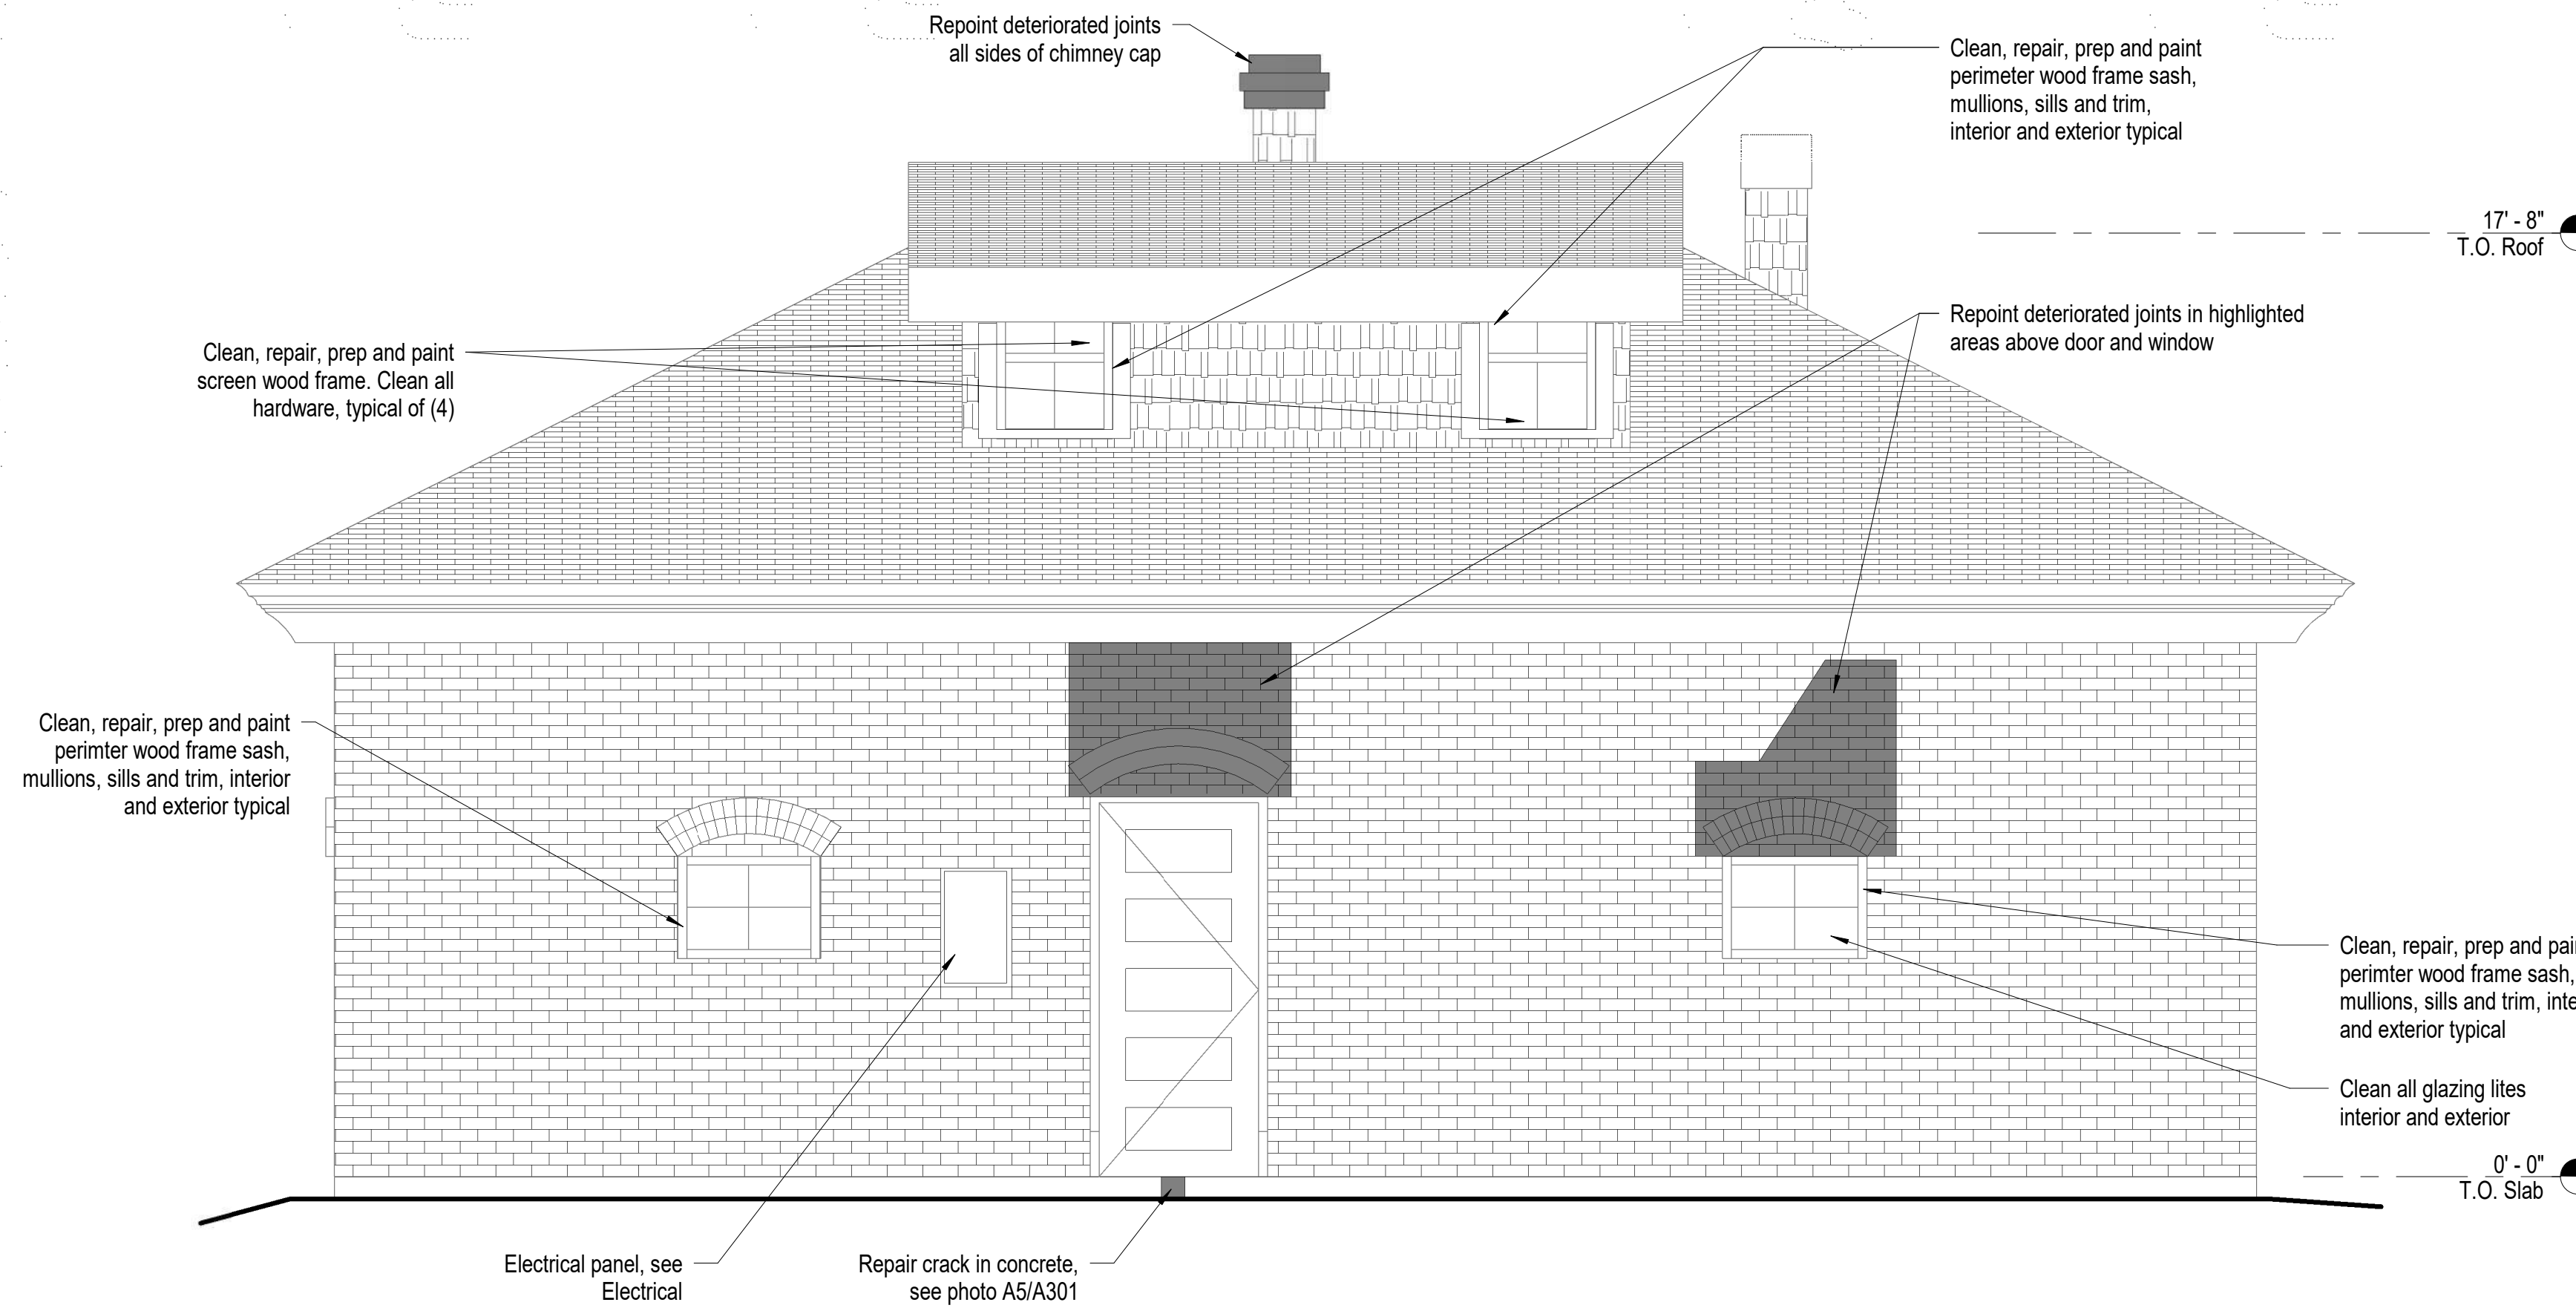 Repoint deteriorated joints
all sides of chimney cap
Clean, repair, prep and paint
perimeter wood frame sash,
mullions, sills and trim,
interior and exterior typical
17' - 8"
T.O. Roof
Repoint deteriorated joints in highlighted
areas above door and window
Clean, repair, prep and paint
screen wood frame. Clean all
hardware, typical of (4)
Clean, repair, prep and paint
perimter wood frame sash,
mullions, sills and trim, interior
and exterior typical
Clean, repair, prep and
perimter wood frame sash,
mullions, sills and trim,
and exterior typical
Clean all glazing lites
interior and exterior
0' - 0"
T.O. Slab
Electrical panel, see
Electrical
Repair crack in concrete,
see photo A5/A301